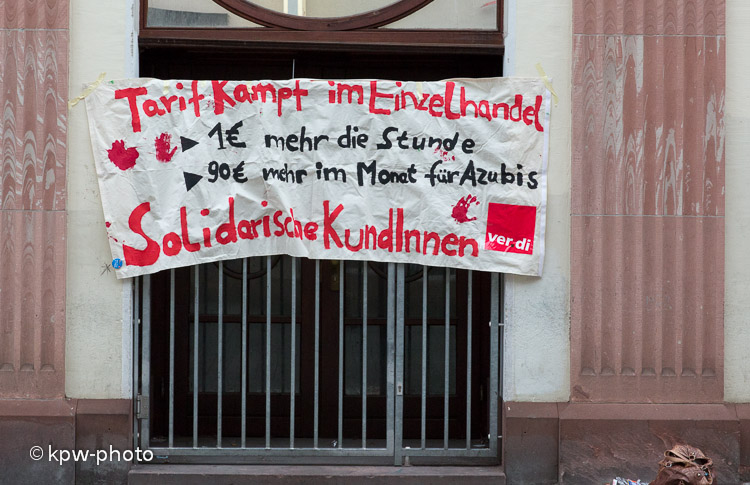 Tarif Kampf im Einzelhandel
1€ mehr die Stunde
90€ mehr im Monat für Azubis
Solidarische KundInnen
ver.di
© kpw-photo